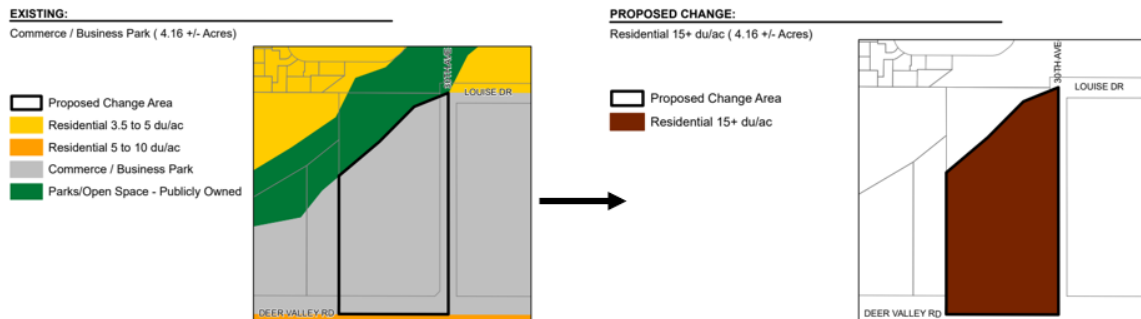 EXISTING:
Commerce / Business Park ( 4.16 +/- Acres)
Proposed Change Area
Residential 3.5 to 5 du/ac
Residential 5 to 10 du/ac
Commerce / Business Park
Parks/Open Space - Publicly Owned
30TH AVE
LOUISE DR
DEER VALLEY RD
PROPOSED CHANGE:
Residential 15+ du/ac ( 4.16 +/- Acres)
Proposed Change Area
Residential 15+ du/ac
30TH AVE
LOUISE DR
DEER VALLEY RD